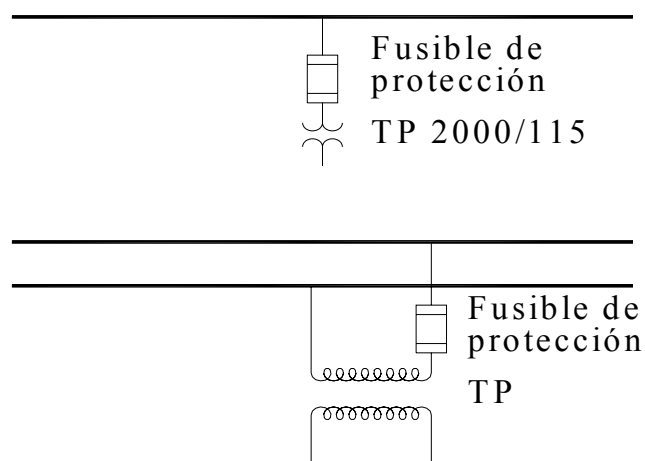 Fusible de
protección
TP 2000/115
Fusible de
protección
TP